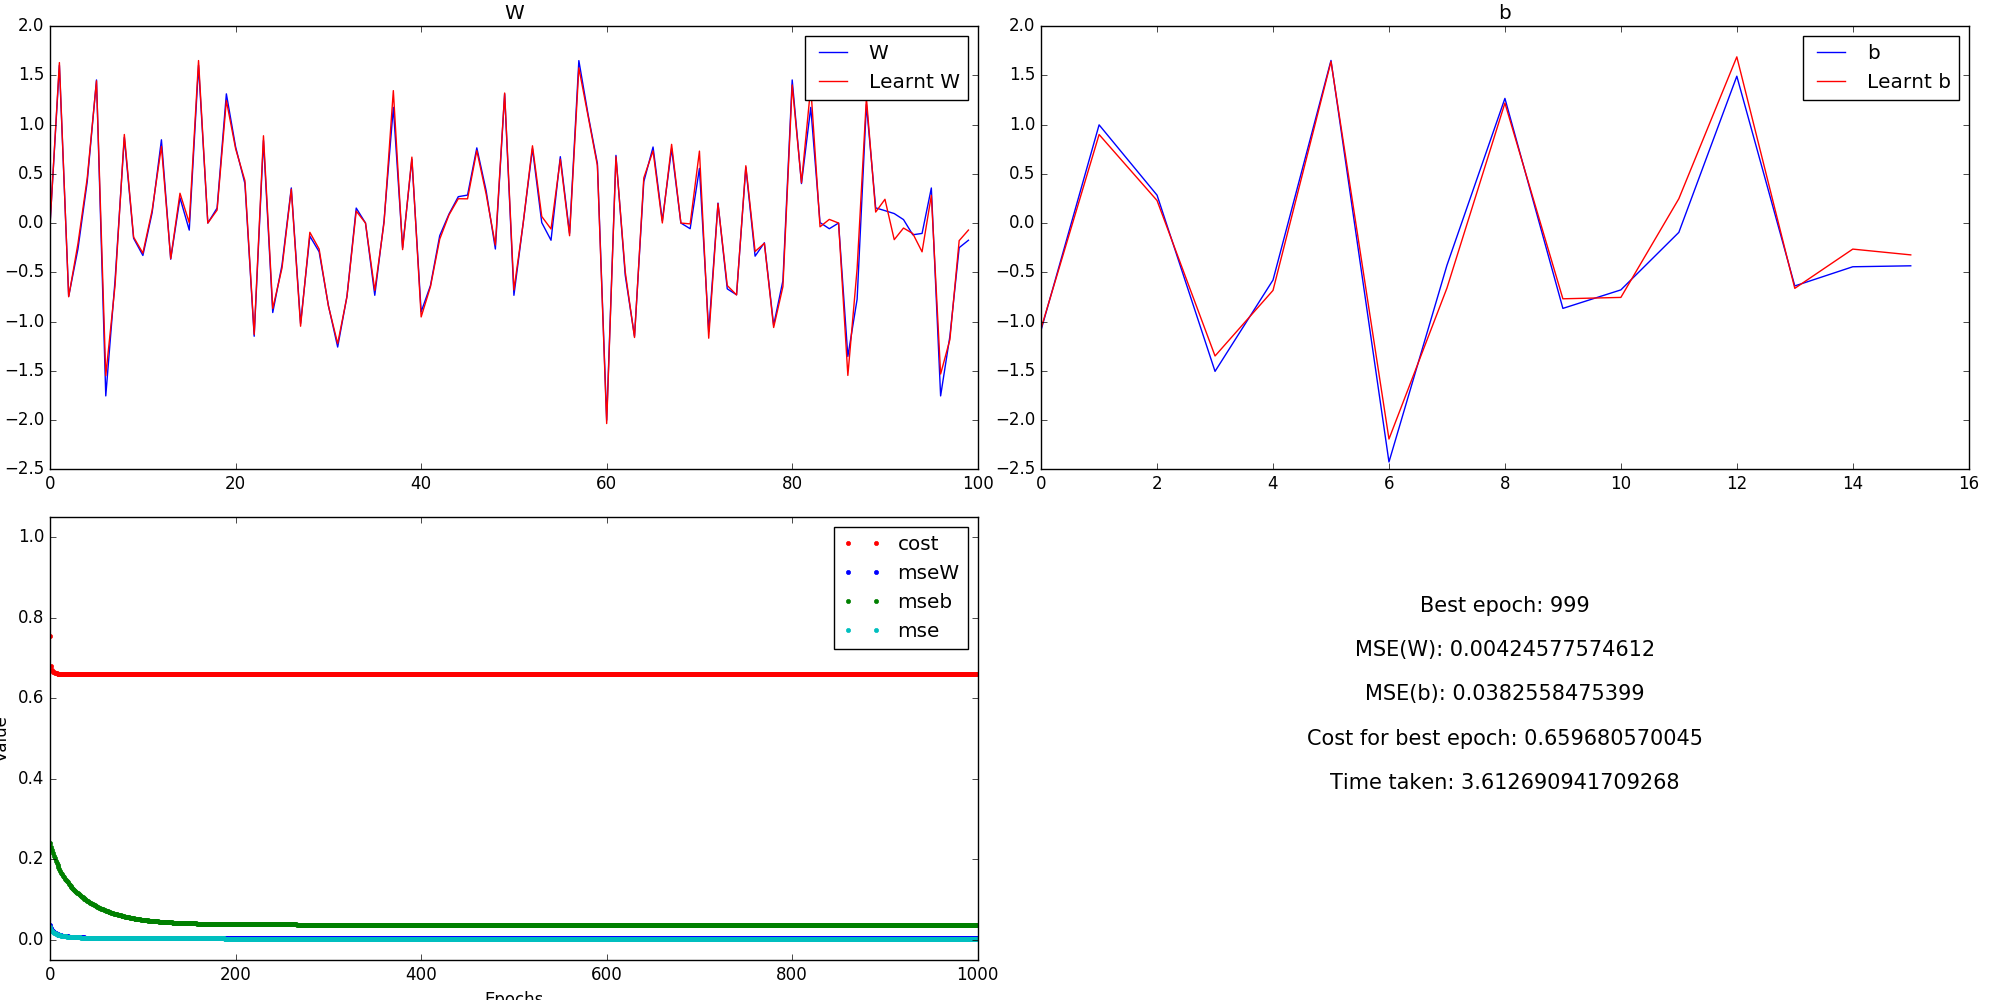 W
2.0
1.5
1.0
0.5
0.0
−0.5
−1.0
−1.5
−2.0
−2.5
0 20 40 60 80 100
W
Learnt W
b
2.0
1.5
1.0
0.5
0.0
−0.5
−1.0
−1.5
−2.0
−2.5
0 2 4 6 8 10 12 14 16
b
Learnt b
1.0
0.8
0.6
0.4
0.2
0.0
0 200 400 600 800 1000
Value
Epochs
cost
mseW
mseb
mse
Best epoch: 999
MSE(W): 0.00424577574612
MSE(b): 0.0382558475399
Cost for best epoch: 0.659680570045
Time taken: 3.612690941709268